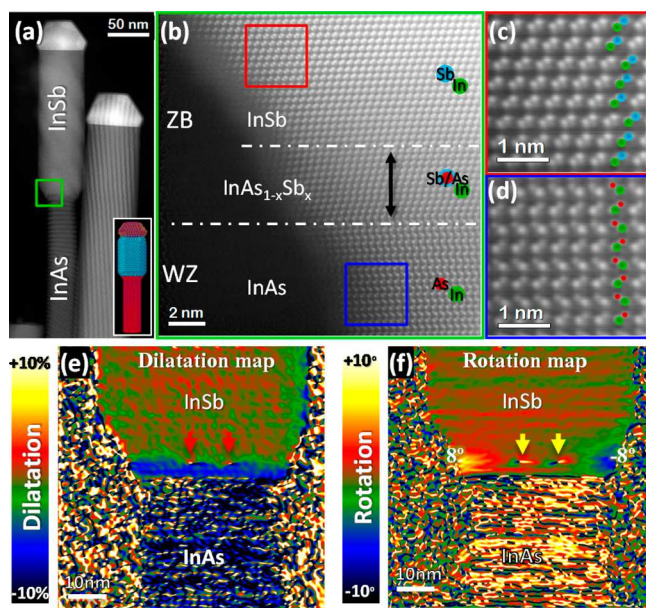 (a)
50 nm
InSb
InAs
(b)
Sb
In
ZB
InSb
InAs1-xSbx
Sb/As
In
WZ
InAs
As
In
2 nm
(c)
1 nm
(d)
1 nm
+10%
Dilatation
-10%
(e)
Dilatation map
InSb
InAs
10nm
+10°
Rotation
-10°
(f)
Rotation map
InSb
8°
-8°
InAs
10nm